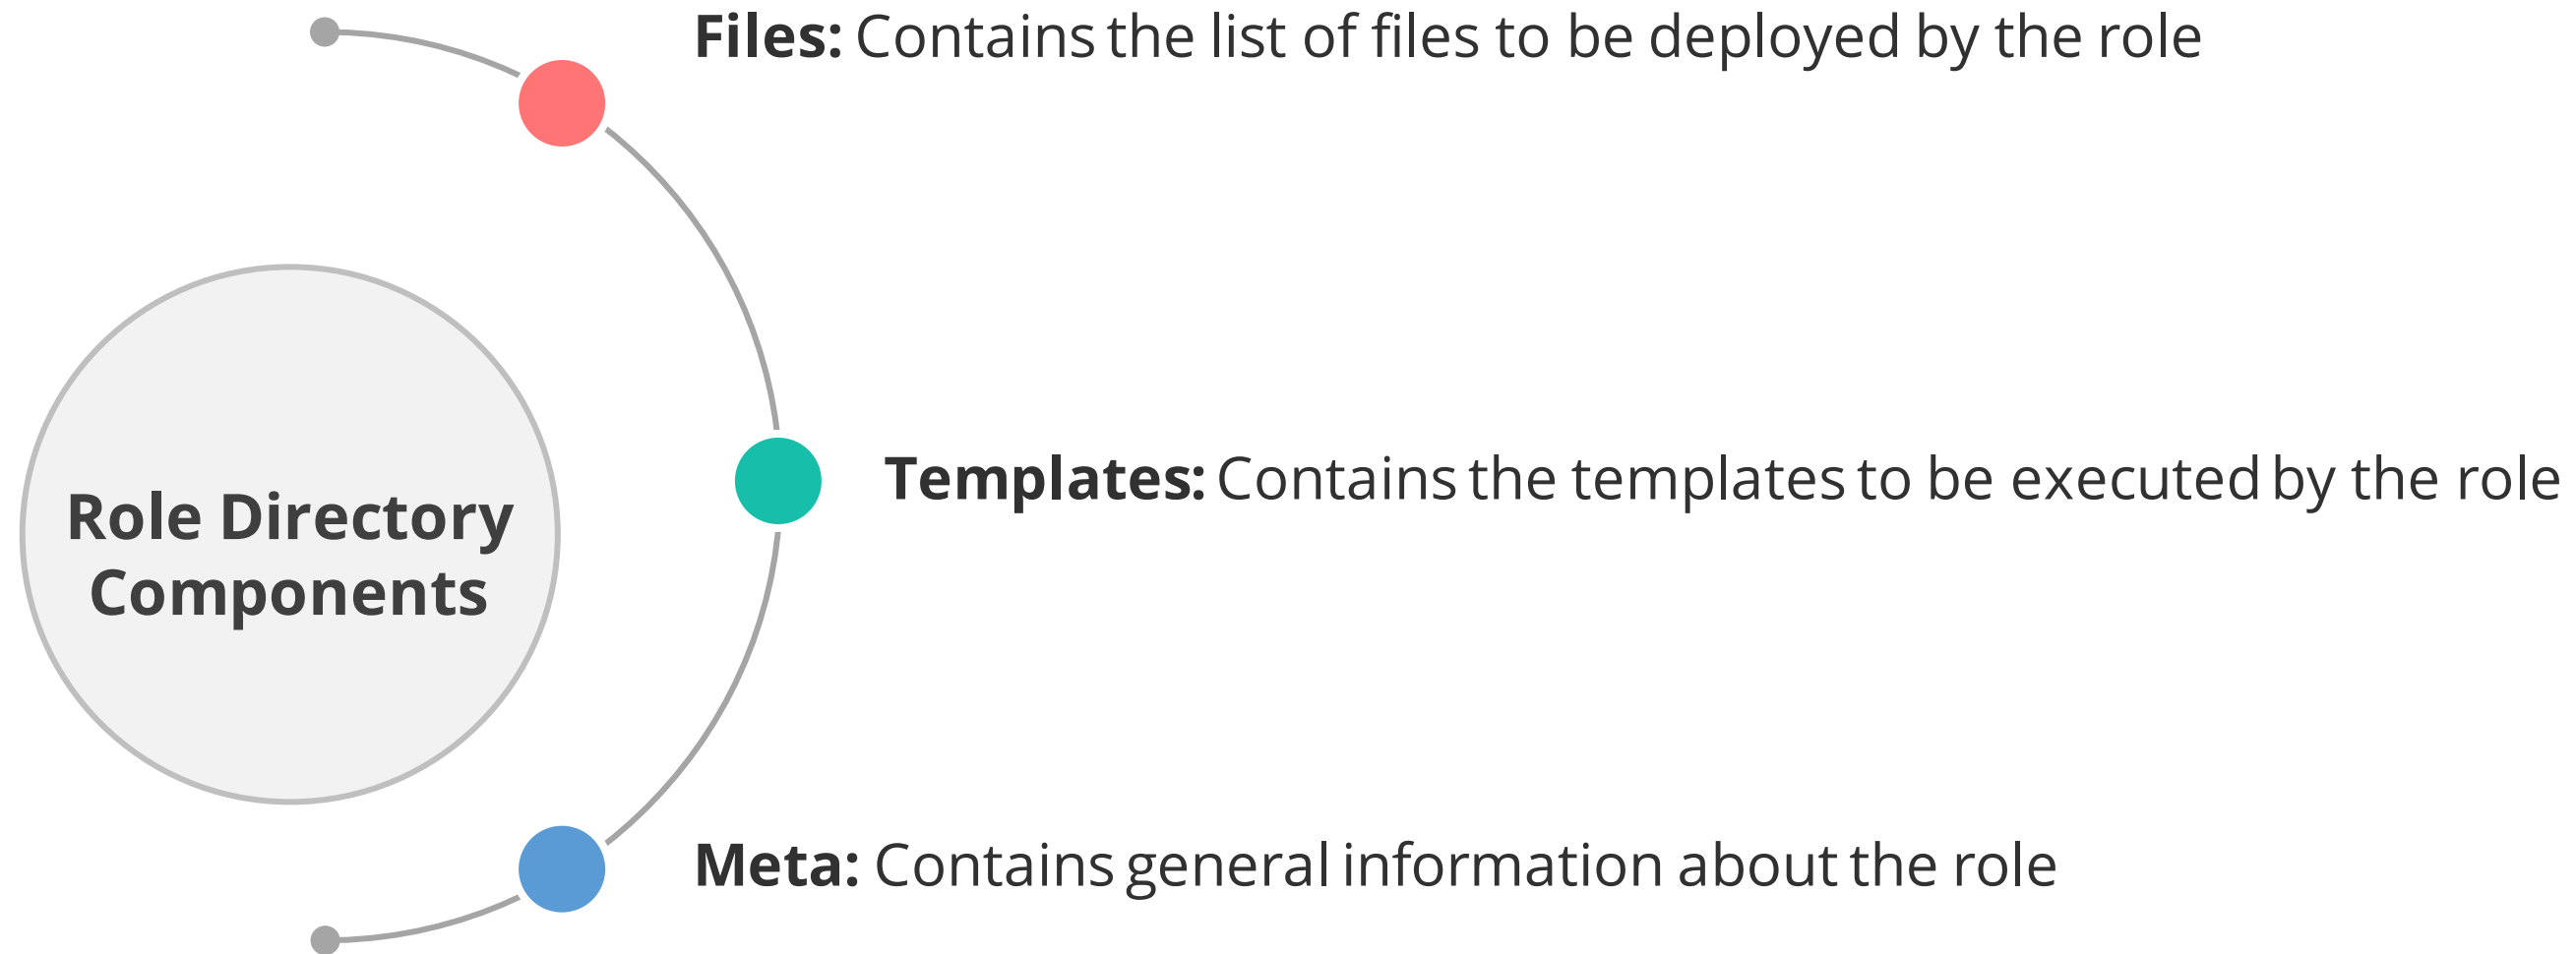 Files: Contains the list of files to be deployed by the role
Templates: Contains the templates to be executed by the role
Role Directory
Components
Meta: Contains general information about the role